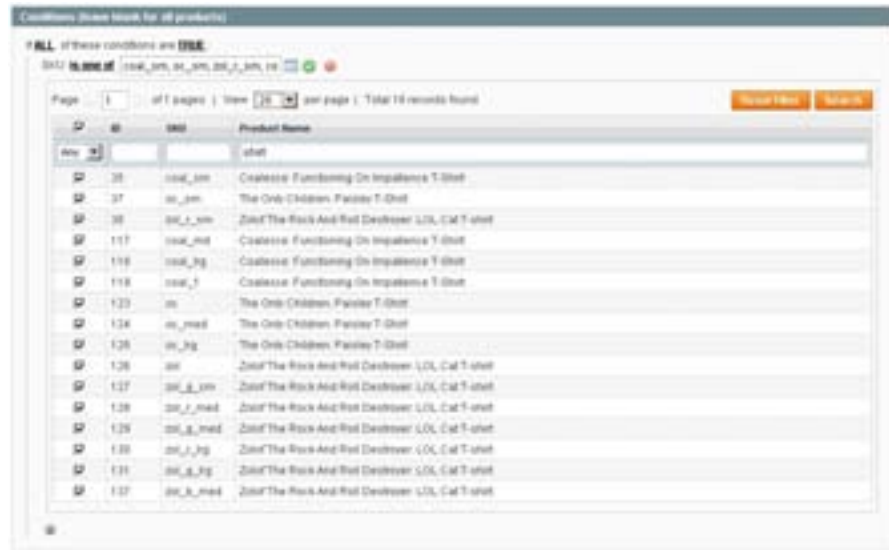 Conditions (leave blank for all products)
If ALL of these conditions are TRUE:
SKU is one of coal_sm, oc_sm, zol_r_sm, co
Page 1 of 1 pages | View 20 per page | Total 16 records found Reset Filter Search
ID SKU Product Name
Any shirt
35 coal_sm Coalesce: Functioning On Impatience T-Shirt
37 oc_sm The Only Children: Paisley T-Shirt
38 zol_r_sm Zolof The Rock And Roll Destroyer: LOL Cat T-shirt
117 coal_md Coalesce: Functioning On Impatience T-Shirt
118 coal_lrg Coalesce: Functioning On Impatience T-Shirt
119 coal_1 Coalesce: Functioning On Impatience T-Shirt
123 oc The Only Children: Paisley T-Shirt
124 oc_med The Only Children: Paisley T-Shirt
125 oc_lrg The Only Children: Paisley T-Shirt
126 zol Zolof The Rock And Roll Destroyer: LOL Cat T-shirt
127 zol_g_sm Zolof The Rock And Roll Destroyer: LOL Cat T-shirt
128 zol_r_med Zolof The Rock And Roll Destroyer: LOL Cat T-shirt
129 zol_g_med Zolof The Rock And Roll Destroyer: LOL Cat T-shirt
130 zol_r_lrg Zolof The Rock And Roll Destroyer: LOL Cat T-shirt
131 zol_g_lrg Zolof The Rock And Roll Destroyer: LOL Cat T-shirt
132 zol_b_med Zolof The Rock And Roll Destroyer: LOL Cat T-shirt